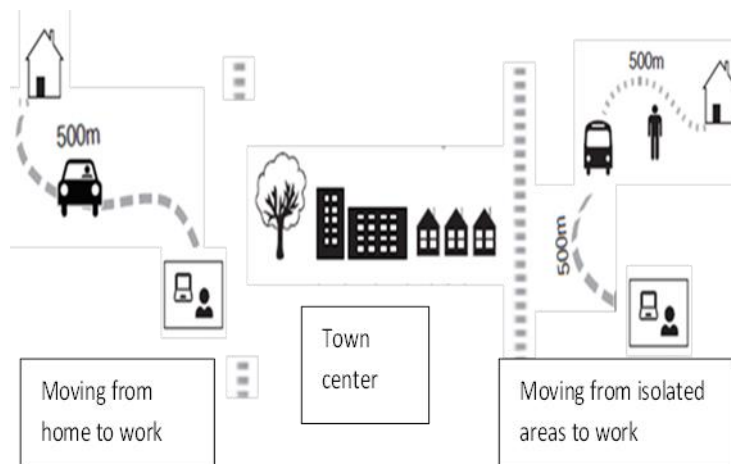 500m
500m
500m
Moving from
home to work
Town
center
Moving from isolated
areas to work